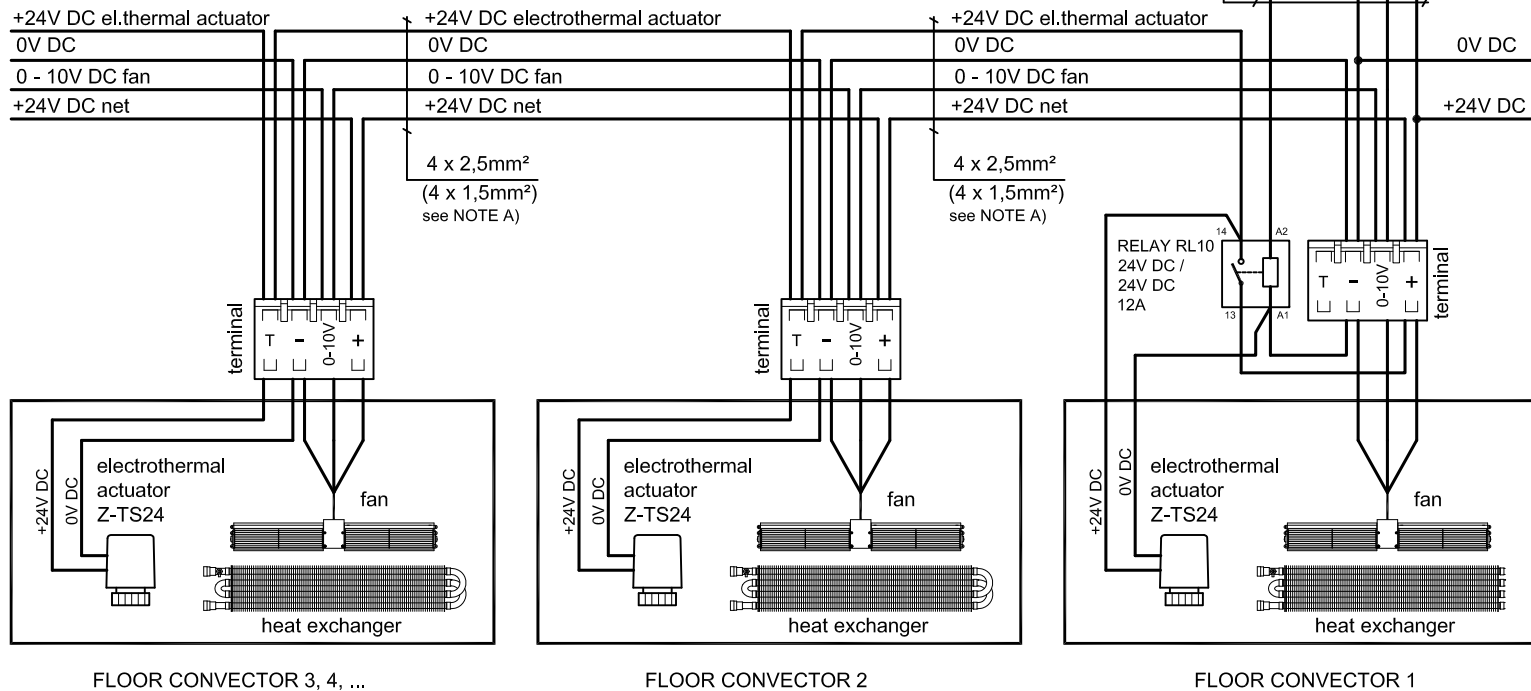 +24V DC el.thermal actuator
0V DC
0 - 10V DC fan
+24V DC net
+24V DC electrothermal actuator
0V DC
0 - 10V DC fan
+24V DC net
4 x 2,5mm²
(4 x 1,5mm²)
see NOTE A)
+24V DC el.thermal actuator
0V DC
0 - 10V DC fan
+24V DC net
4 x 2,5mm²
(4 x 1,5mm²)
see NOTE A)
0V DC
+24V DC
RELAY RL10
24V DC /
24V DC
12A
14
A2
13
A1
terminal
T
-
0-10V
+
terminal
T
-
0-10V
+
T
-
0-10V
+
terminal
+24V DC
0V DC
electrothermal
actuator
Z-TS24
fan
heat exchanger
+24V DC
0V DC
electrothermal
actuator
Z-TS24
fan
heat exchanger
+24V DC
0V DC
electrothermal
actuator
Z-TS24
fan
heat exchanger
FLOOR CONVECTOR 3, 4, ...
FLOOR CONVECTOR 2
FLOOR CONVECTOR 1